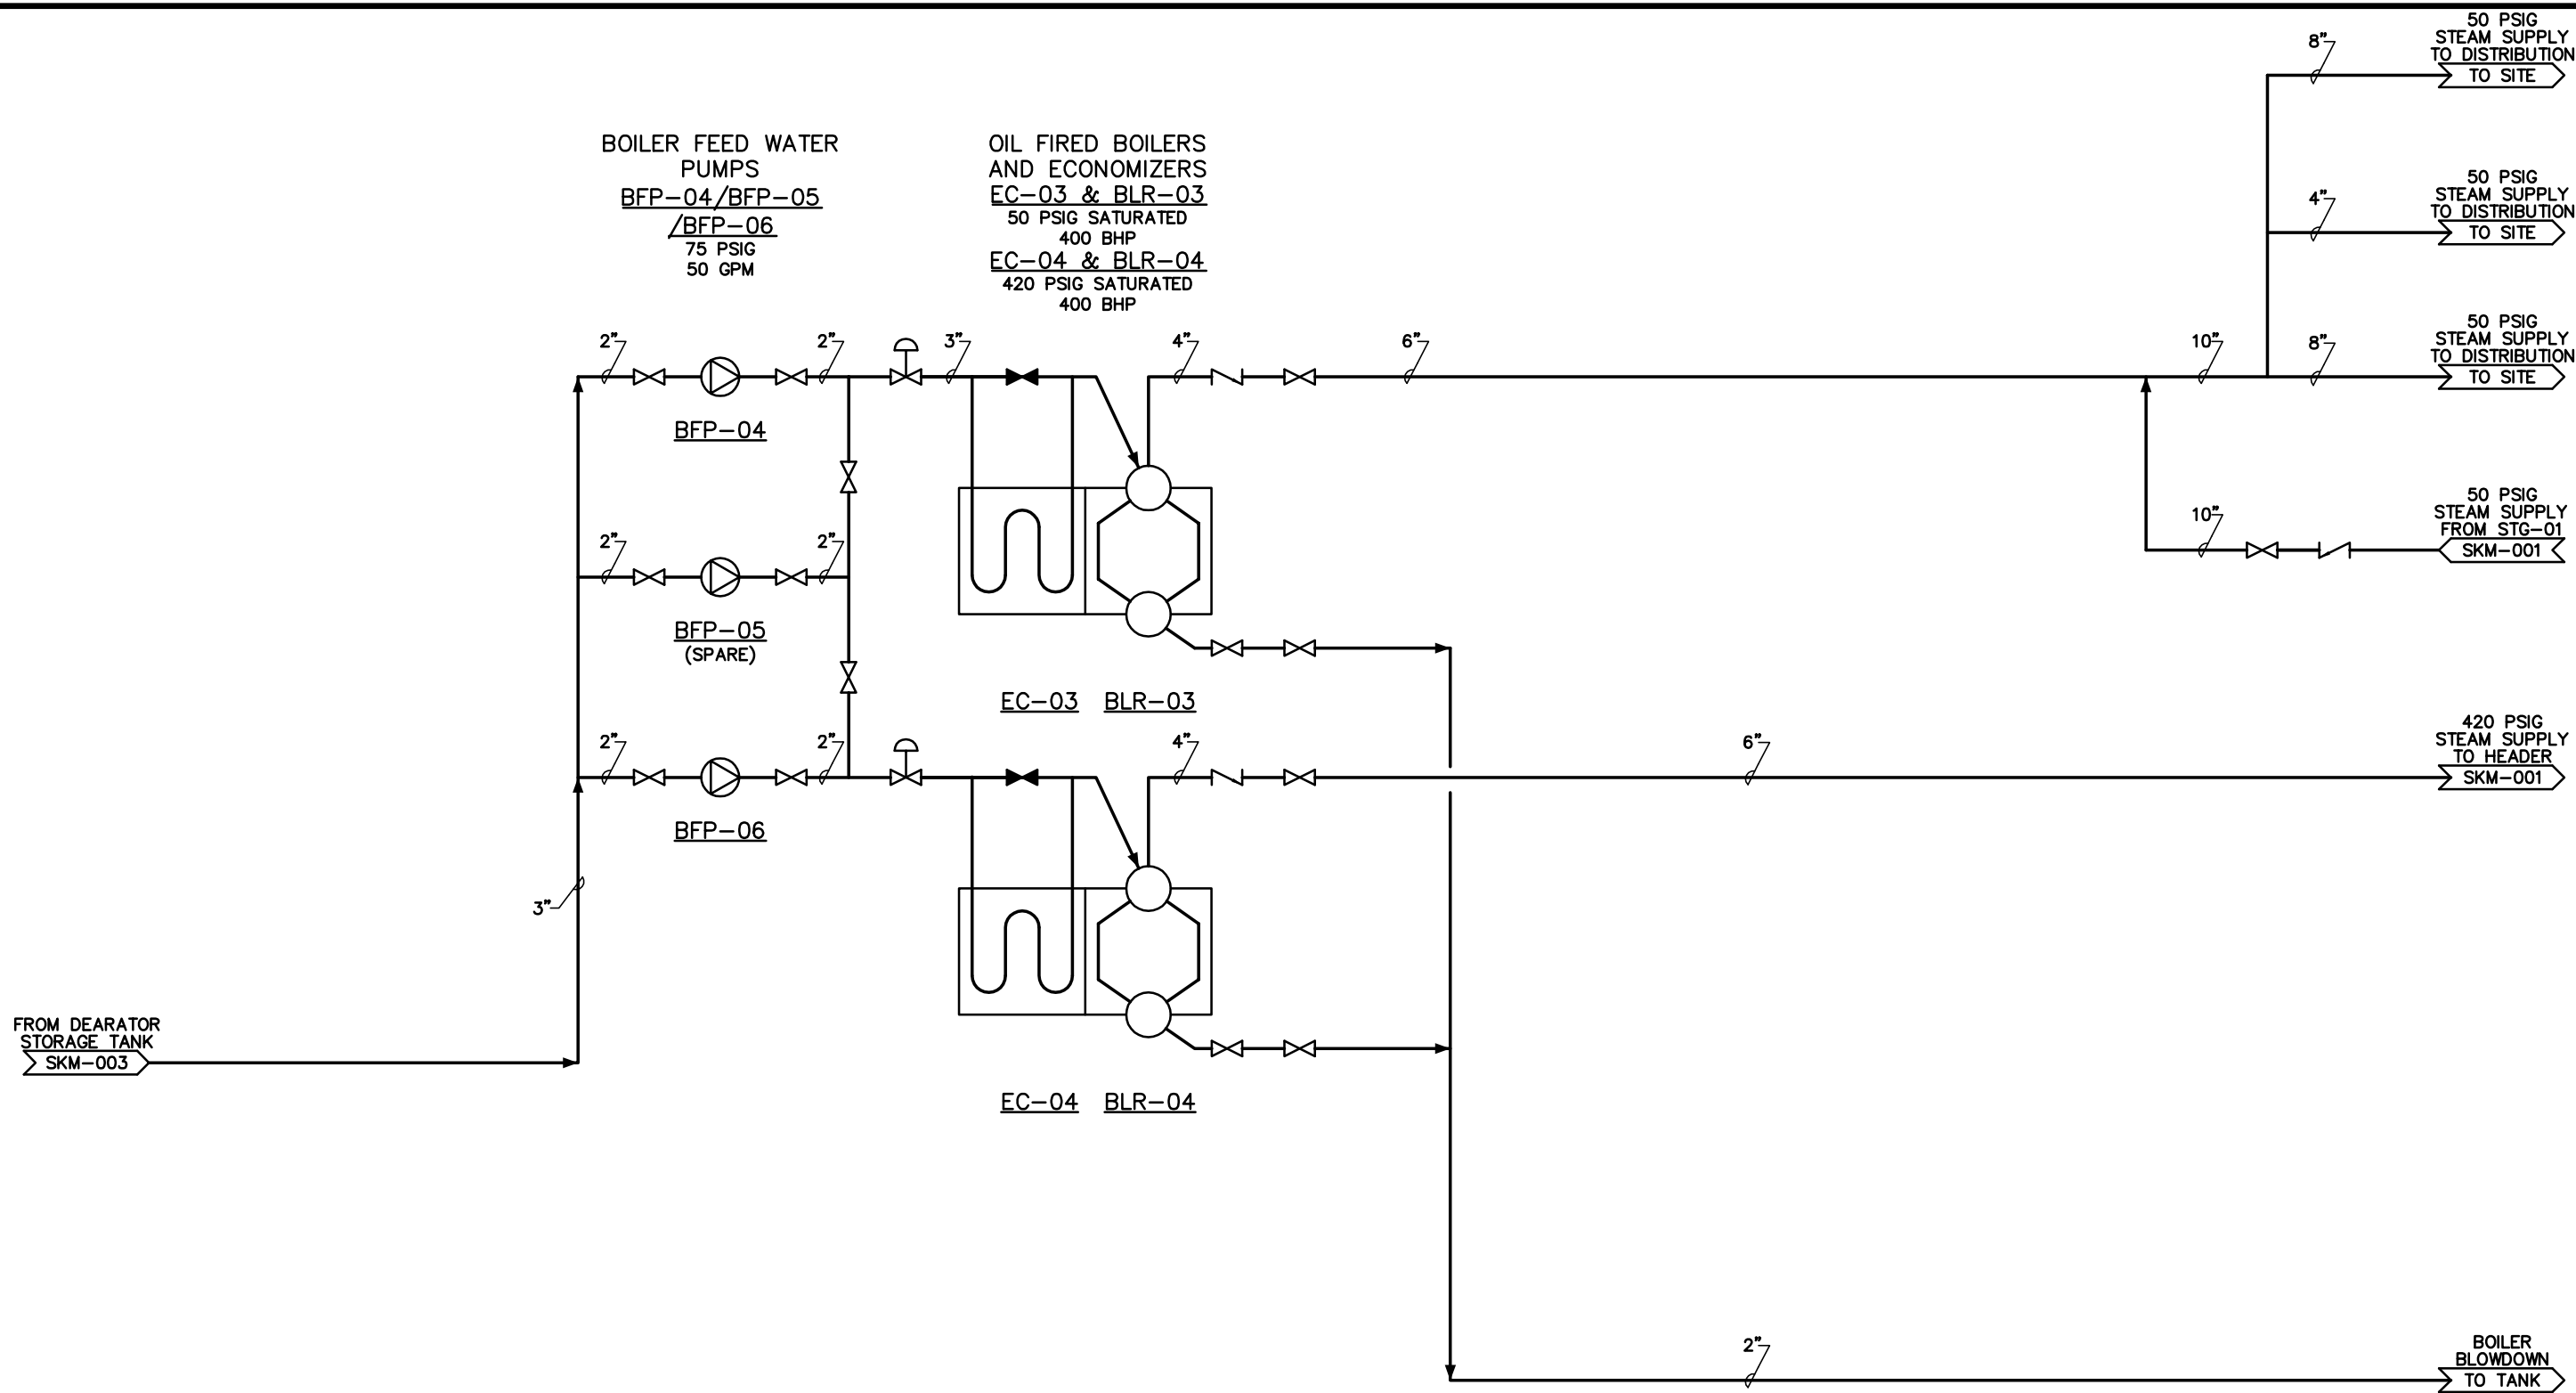 50 PSIG
STEAM SUPPLY
TO DISTRIBUTION
8"
TO SITE
BOILER FEED WATER
PUMPS
BFP-04/BFP-05
/BFP-06
75 PSIG
50 GPM
OIL FIRED BOILERS
AND ECONOMIZERS
EC-03 & BLR-03
50 PSIG SATURATED
400 BHP
EC-04 & BLR-04
420 PSIG SATURATED
400 BHP
50 PSIG
STEAM SUPPLY
TO DISTRIBUTION
4"
TO SITE
2"
2"
3"
4"
6"
10"
8"
50 PSIG
STEAM SUPPLY
TO DISTRIBUTION
TO SITE
BFP-04
50 PSIG
STEAM SUPPLY
FROM STG-01
10"
SKM-001
2"
2"
BFP-05
(SPARE)
EC-03
BLR-03
2"
2"
4"
6"
420 PSIG
STEAM SUPPLY
TO HEADER
SKM-001
BFP-06
3"
FROM DEARATOR
STORAGE TANK
SKM-003
EC-04
BLR-04
2"
BOILER
BLOWDOWN
TO TANK